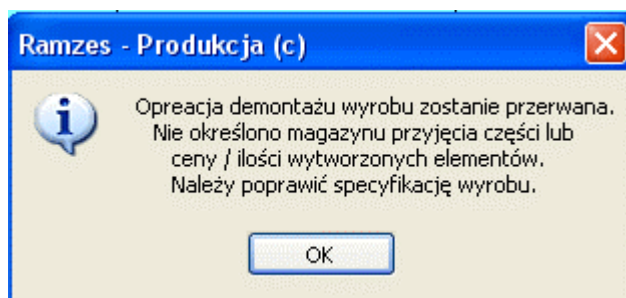 Ramzes - Produkcja (c)
Opreacja demontażu wyrobu zostanie przerwana.
Nie określono magazynu przyjęcia części lub
ceny / ilości wytworzonych elementów.
Należy poprawić specyfikację wyrobu.
OK